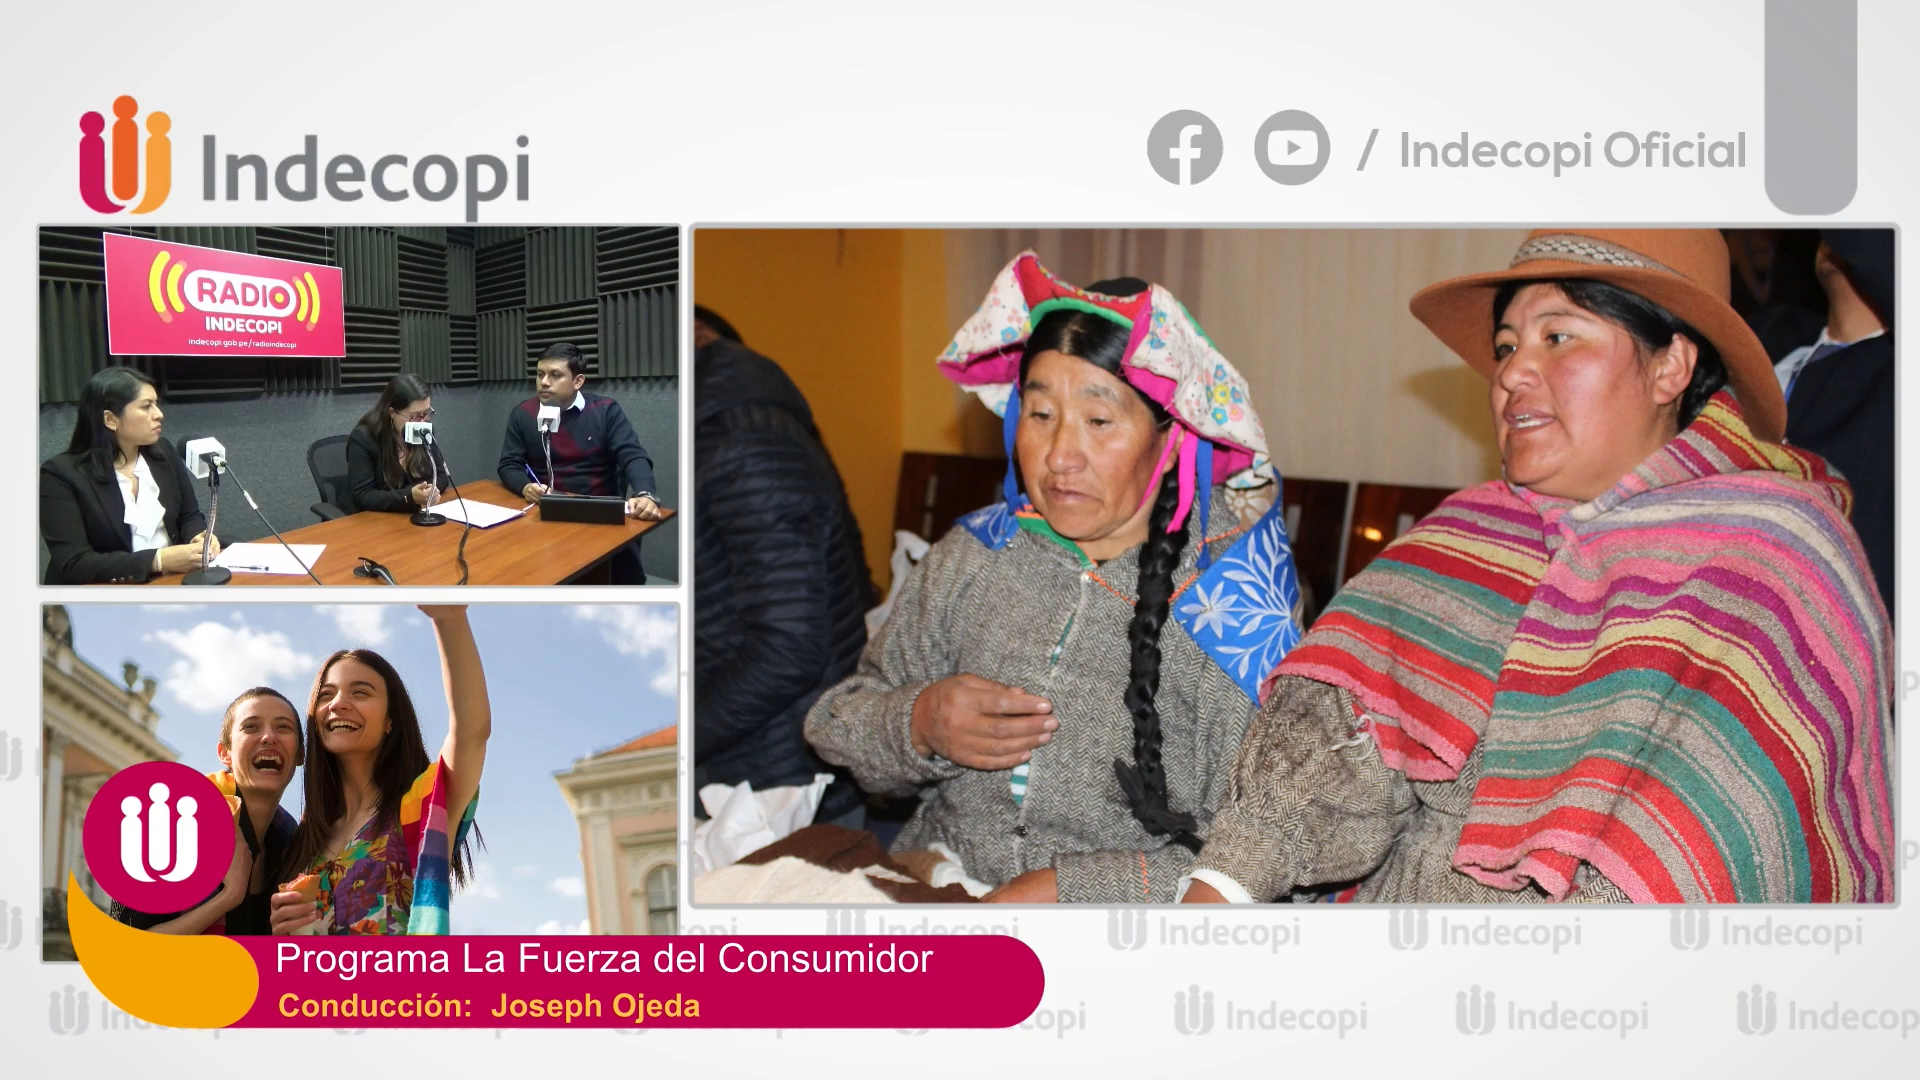 Indecopi
/ Indecopi Oficial
RADIO
INDECOPI
indecopi.gob.pe/radioindecopi
Programa La Fuerza del Consumidor
Conducción: Joseph Ojeda
Indecopi
Indecopi
Indecopi
Indecopi
Indecopi
Indecopi